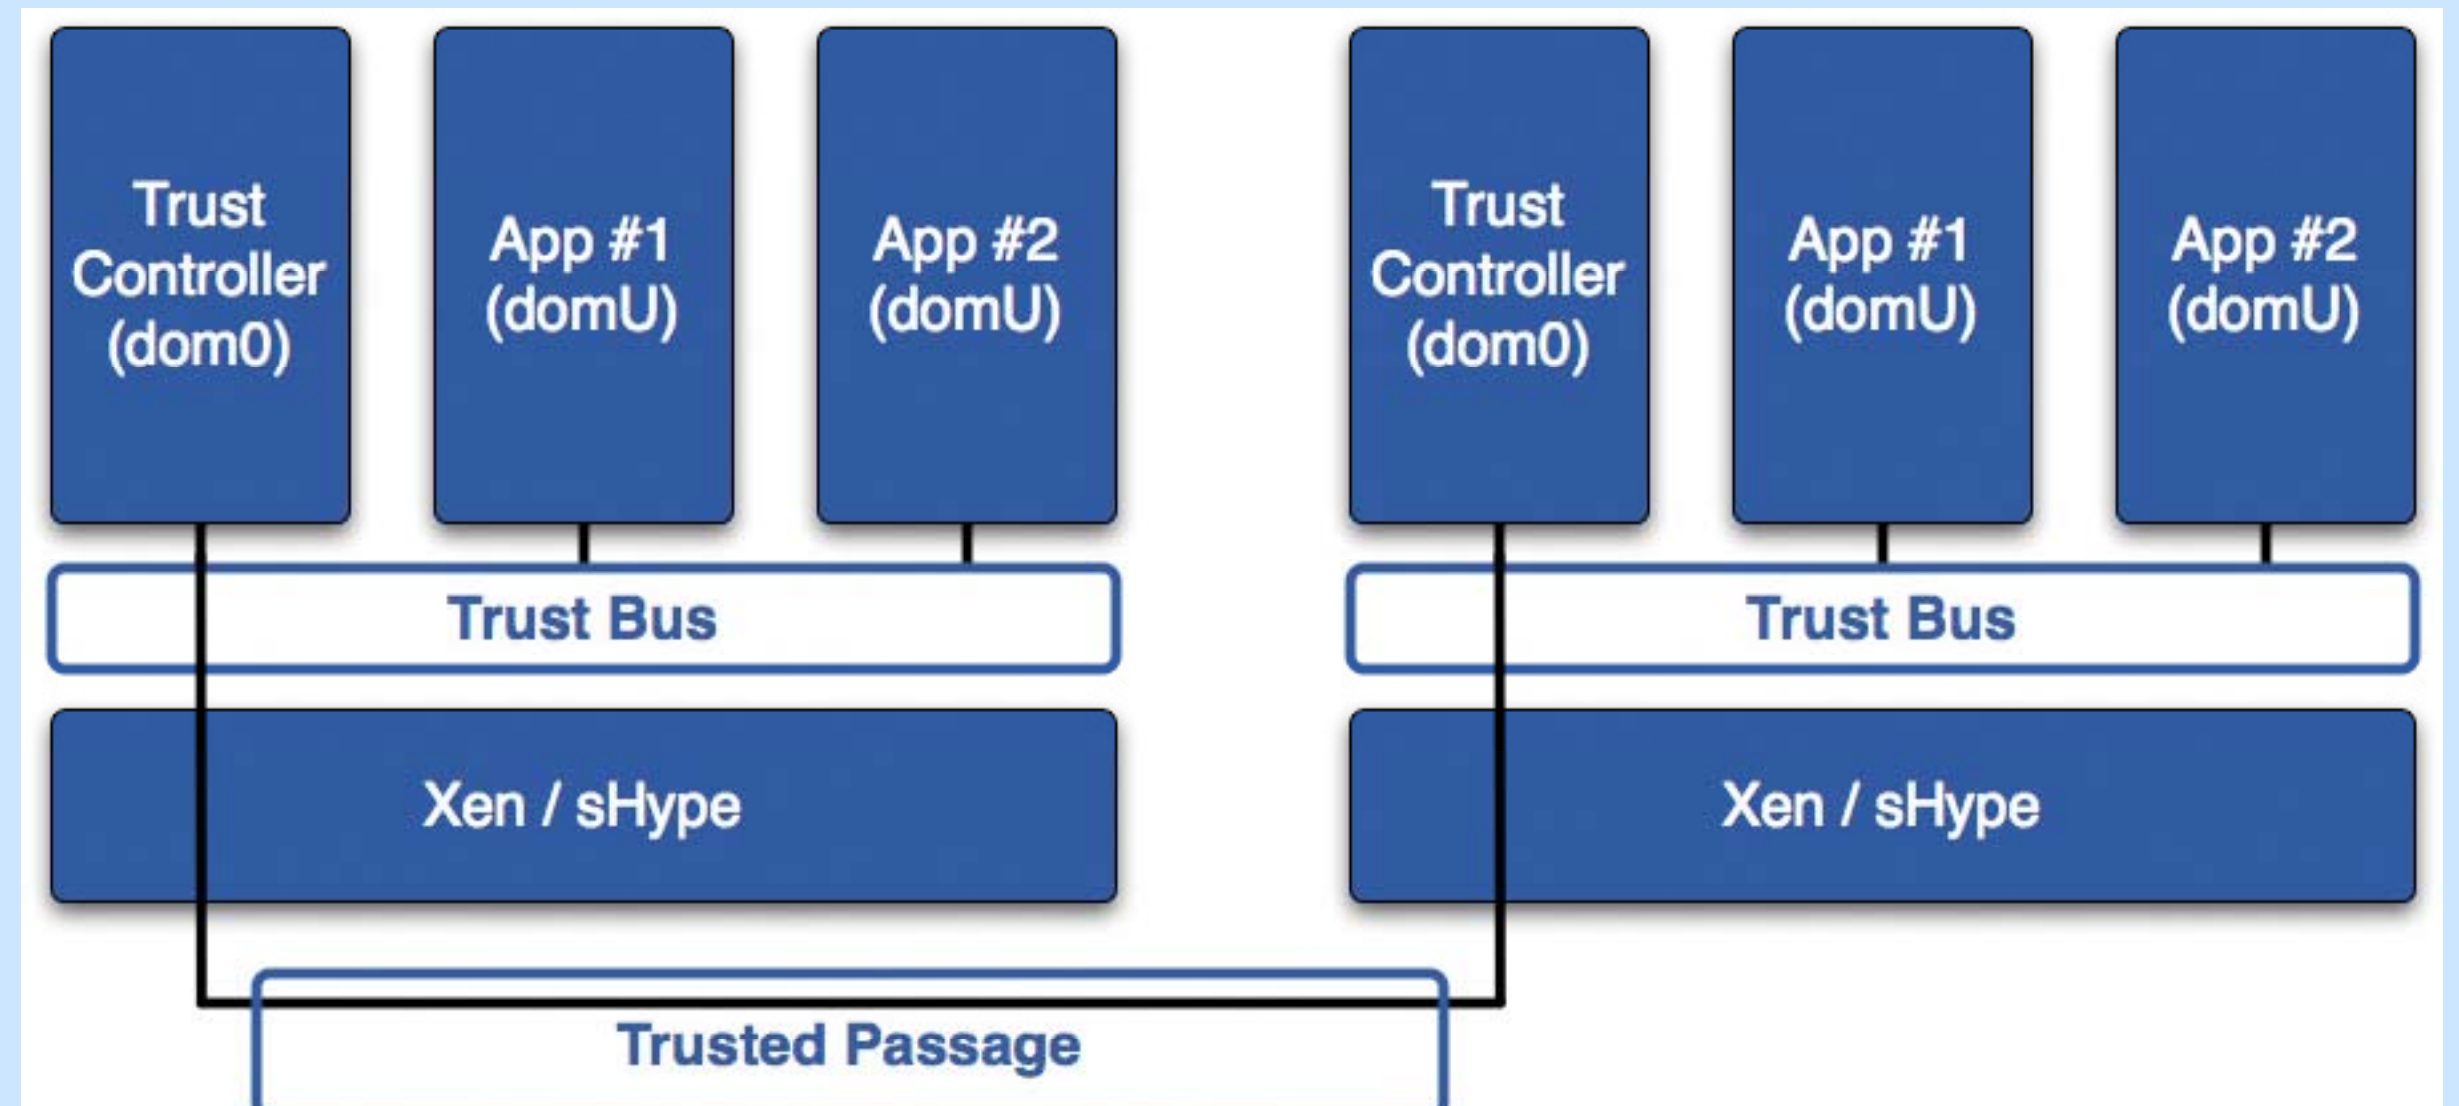 Trust
Controller
(dom0)
App #1
(domU)
App #2
(domU)
Trust Bus
Xen / sHype
Trust
Controller
(dom0)
App #1
(domU)
App #2
(domU)
Trust Bus
Xen / sHype
Trusted Passage